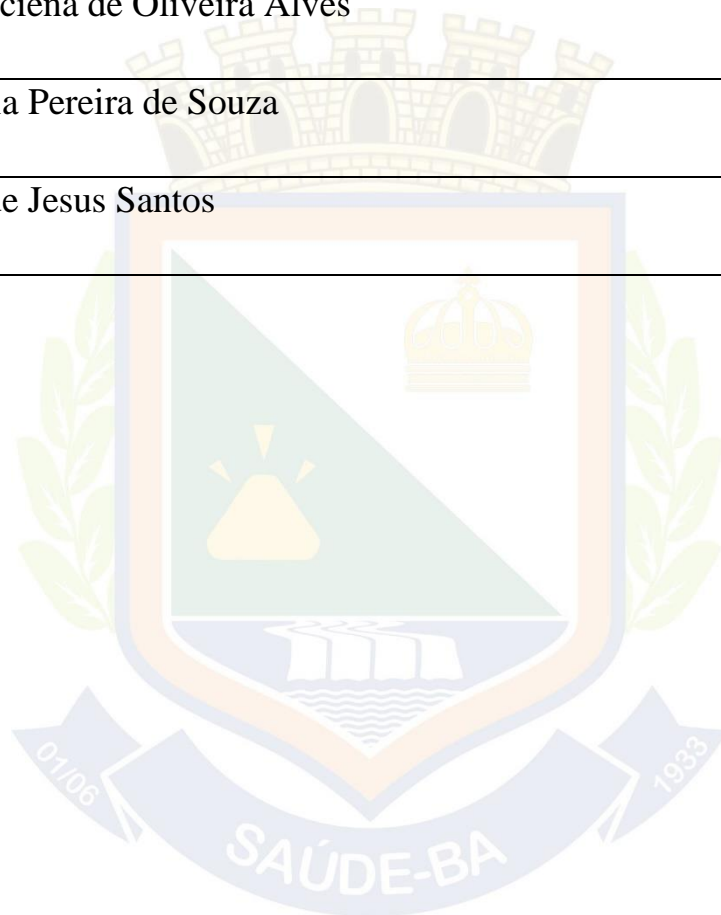 ciena de Oliveira Alves
a Pereira de Souza
e Jesus Santos
01/06
1933
SAÚDE-BA